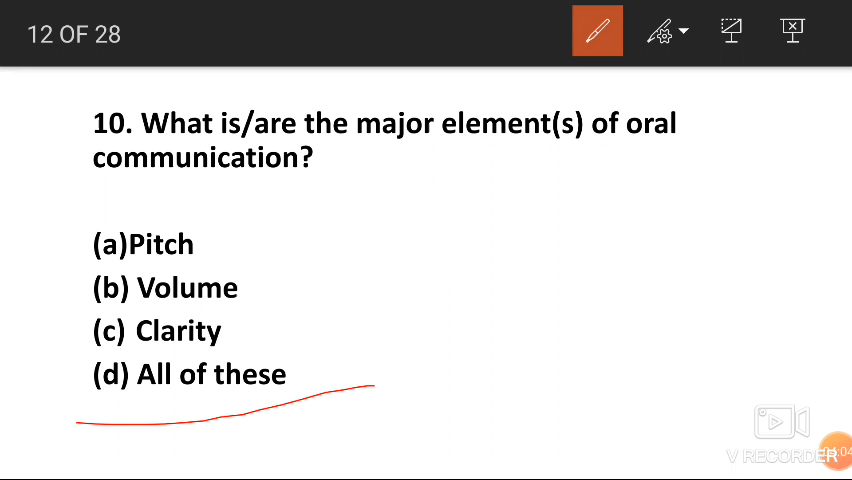 12 OF 28
10. What is/are the major element(s) of oral
communication?
(a)Pitch
(b) Volume
(c) Clarity
(d) All of these
V RECORDER